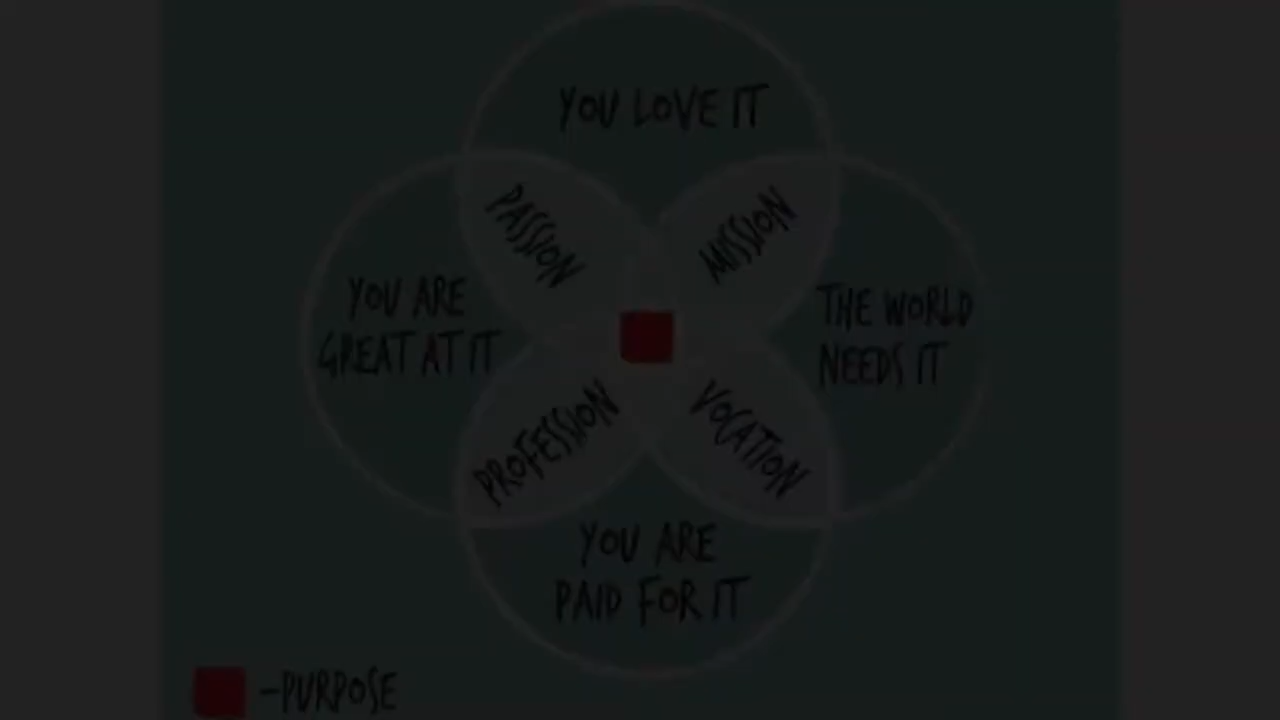 YOU LOVE IT
PASSION
MISSION
YOU ARE
GREAT AT IT
THE WORLD
NEEDS IT
PROFESSION
VOCATION
YOU ARE
PAID FOR IT
-PURPOSE